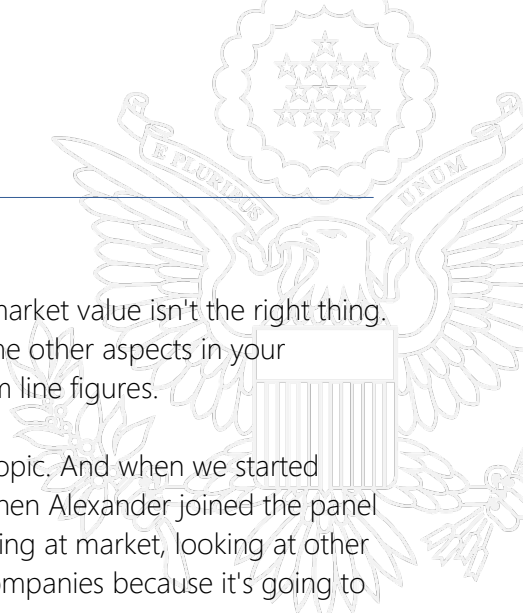 E PLURIBUS UNUM
market value isn't the right thing.
ne other aspects in your
n line figures.
opic. And when we started
hen Alexander joined the panel
ing at market, looking at other
ompanies because it's going to